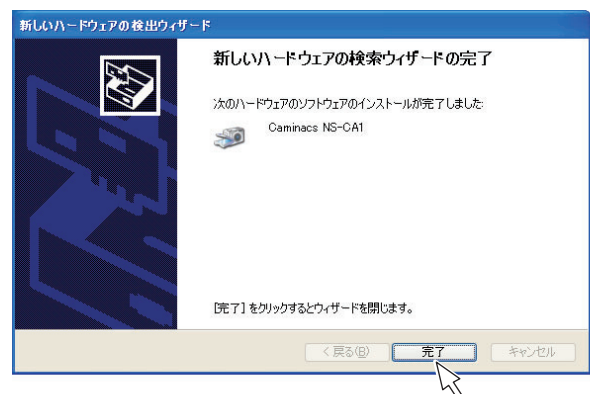 新しいハードウェアの検出ウィザード
新しいハードウェアの検索ウィザードの完了
次のハードウェアのソフトウェアのインストールが完了しました:
Caminacs NS-CA1
[完了] をクリックするとウィザードを閉じます。
< 戻る(B)
完了
キャンセル